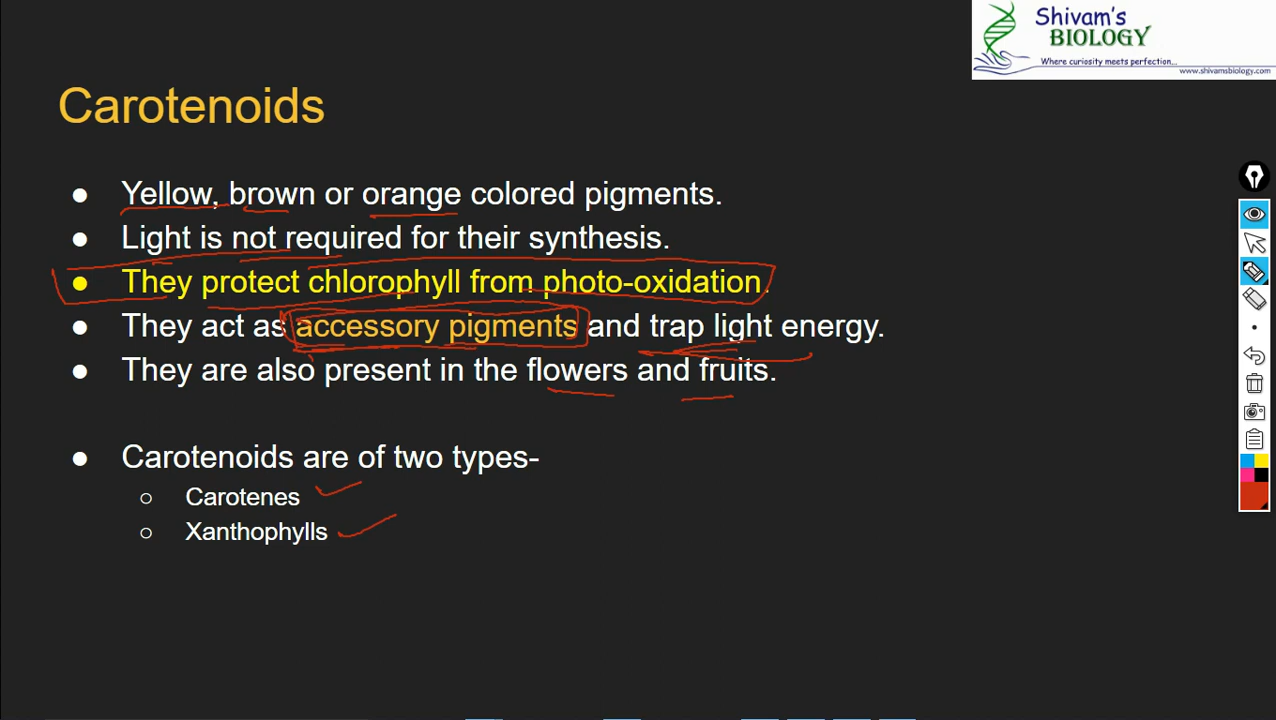 Shivam's
BIOLOGY
Where curiosity meets perfection...
www.shivamsbiology.com
Carotenoids
● Yellow, brown or orange colored pigments.
● Light is not required for their synthesis.
● They protect chlorophyll from photo-oxidation.
● They act as accessory pigments and trap light energy.
● They are also present in the flowers and fruits.
● Carotenoids are of two types-
○ Carotenes
○ Xanthophylls